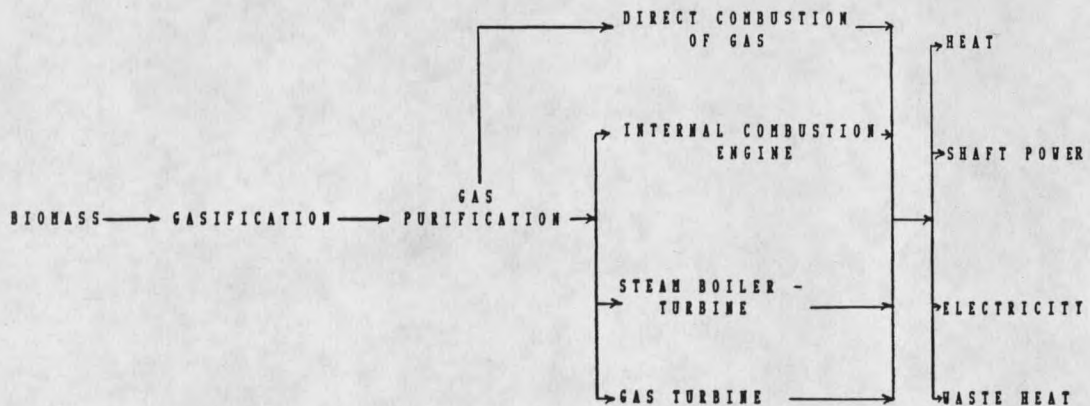 DIRECT COMBUSTION
OF GAS
HEAT
INTERNAL COMBUSTION
ENGINE
SHAFT POWER
GAS
PURIFICATION
BIOMASS
GASIFICATION
STEAM BOILER -
TURBINE
ELECTRICITY
GAS TURBINE
WASTE HEAT